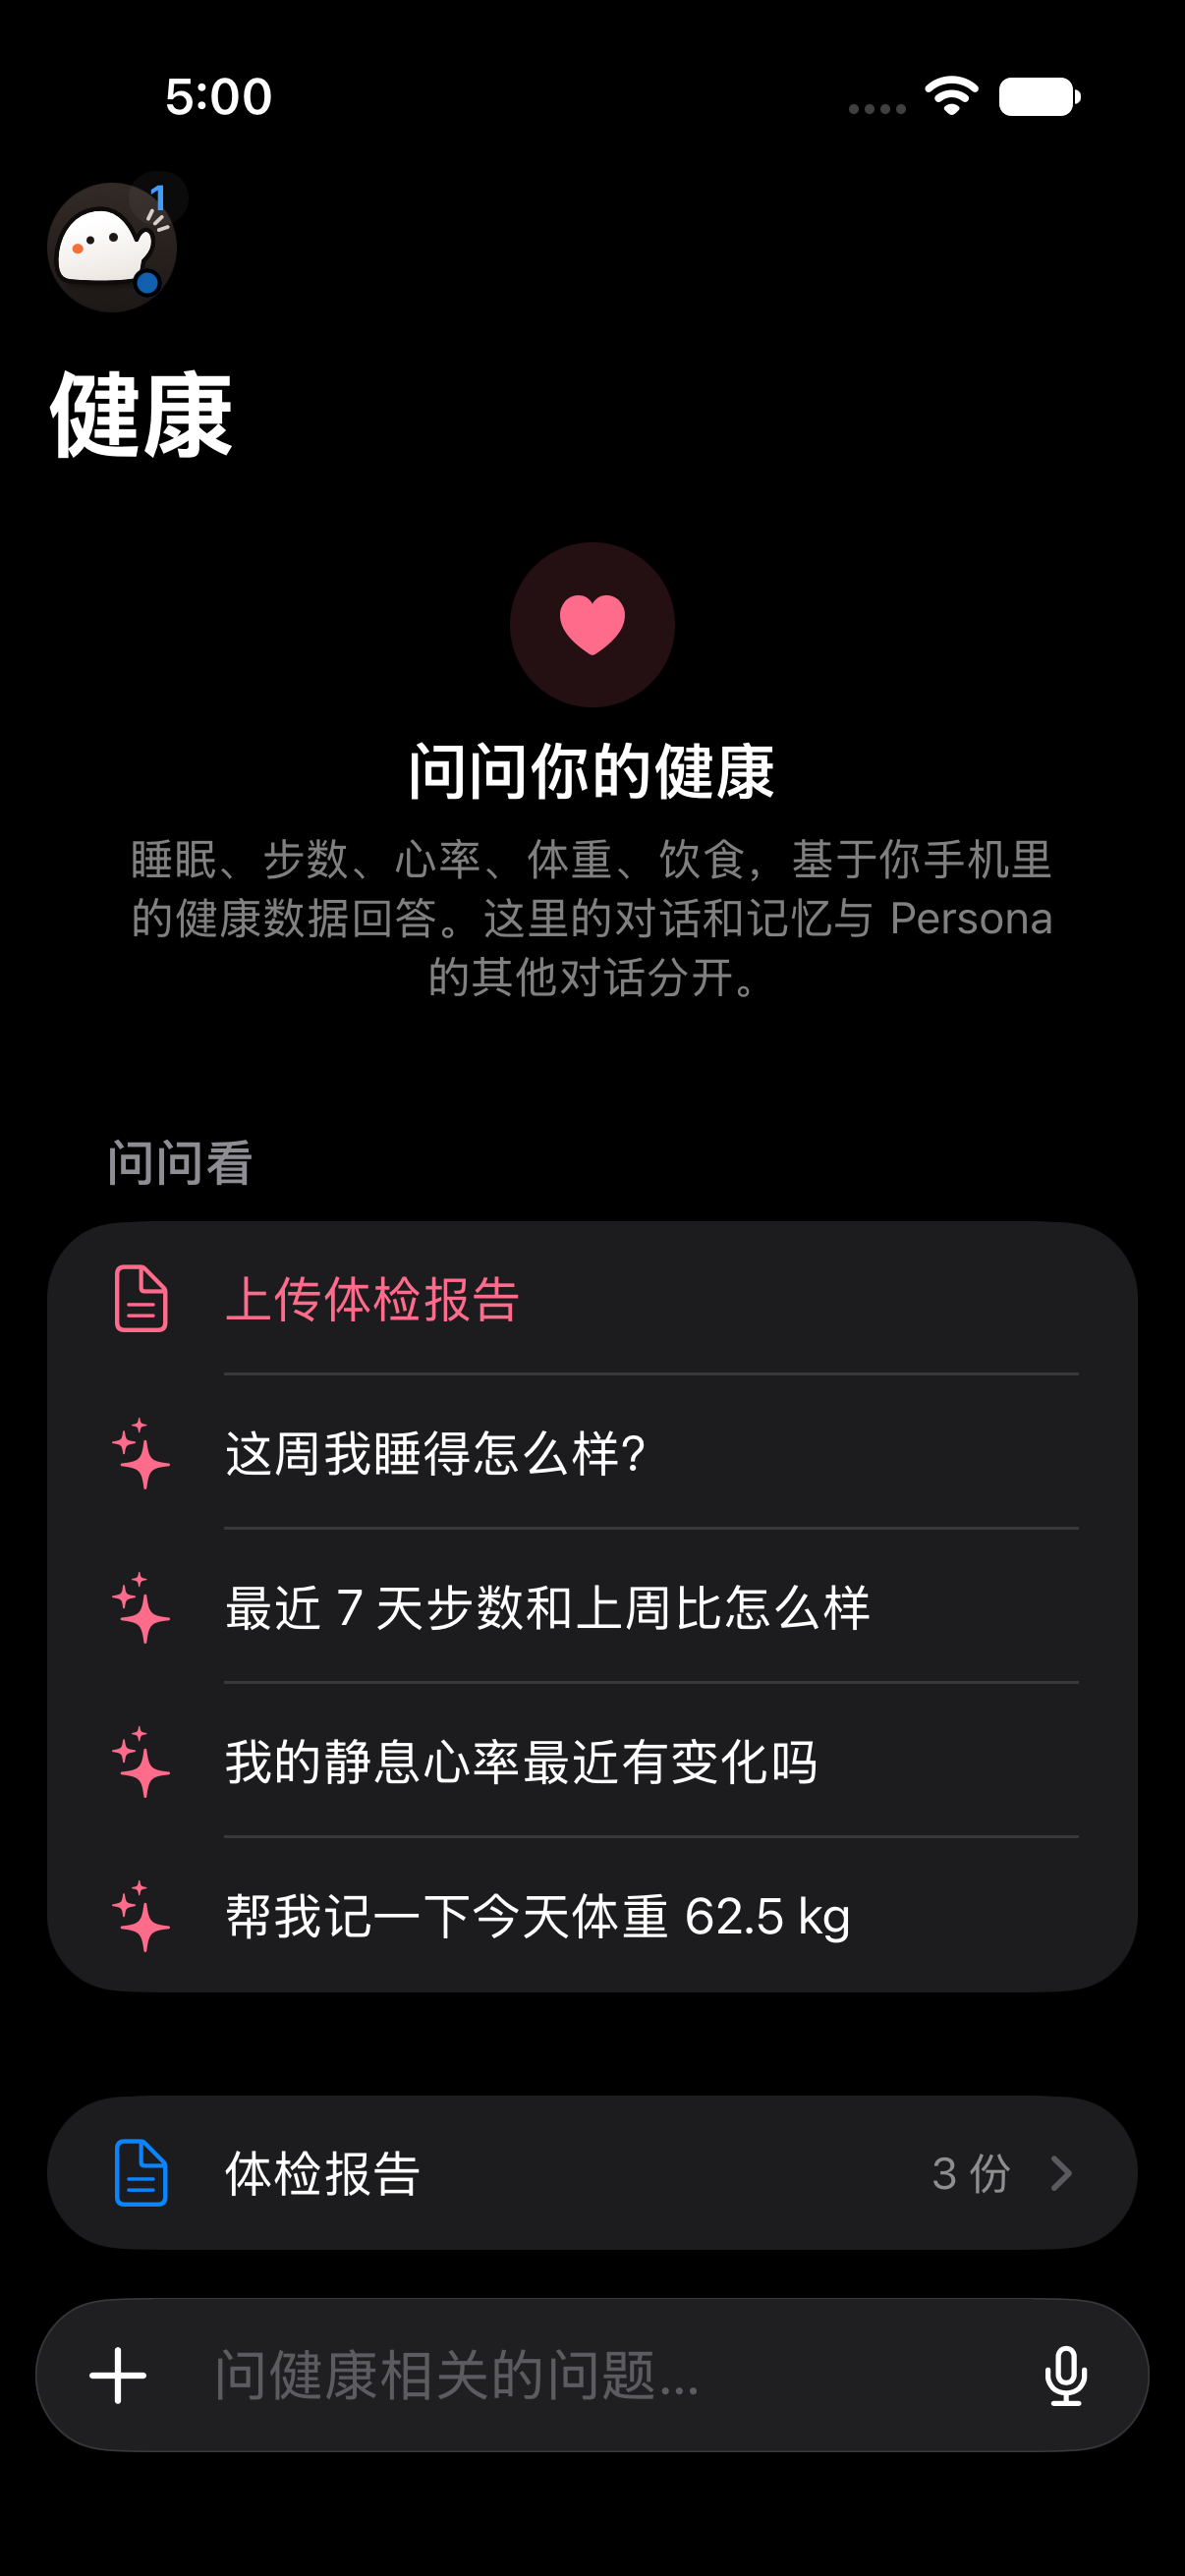 5:00
1
健康
问问你的健康
睡眠、步数、心率、体重、饮食，基于你手机里
的健康数据回答。这里的对话和记忆与 Persona
的其他对话分开。
问问看
上传体检报告
这周我睡得怎么样?
最近 7 天步数和上周比怎么样
我的静息心率最近有变化吗
帮我记一下今天体重 62.5 kg
体检报告
3 份
问健康相关的问题...